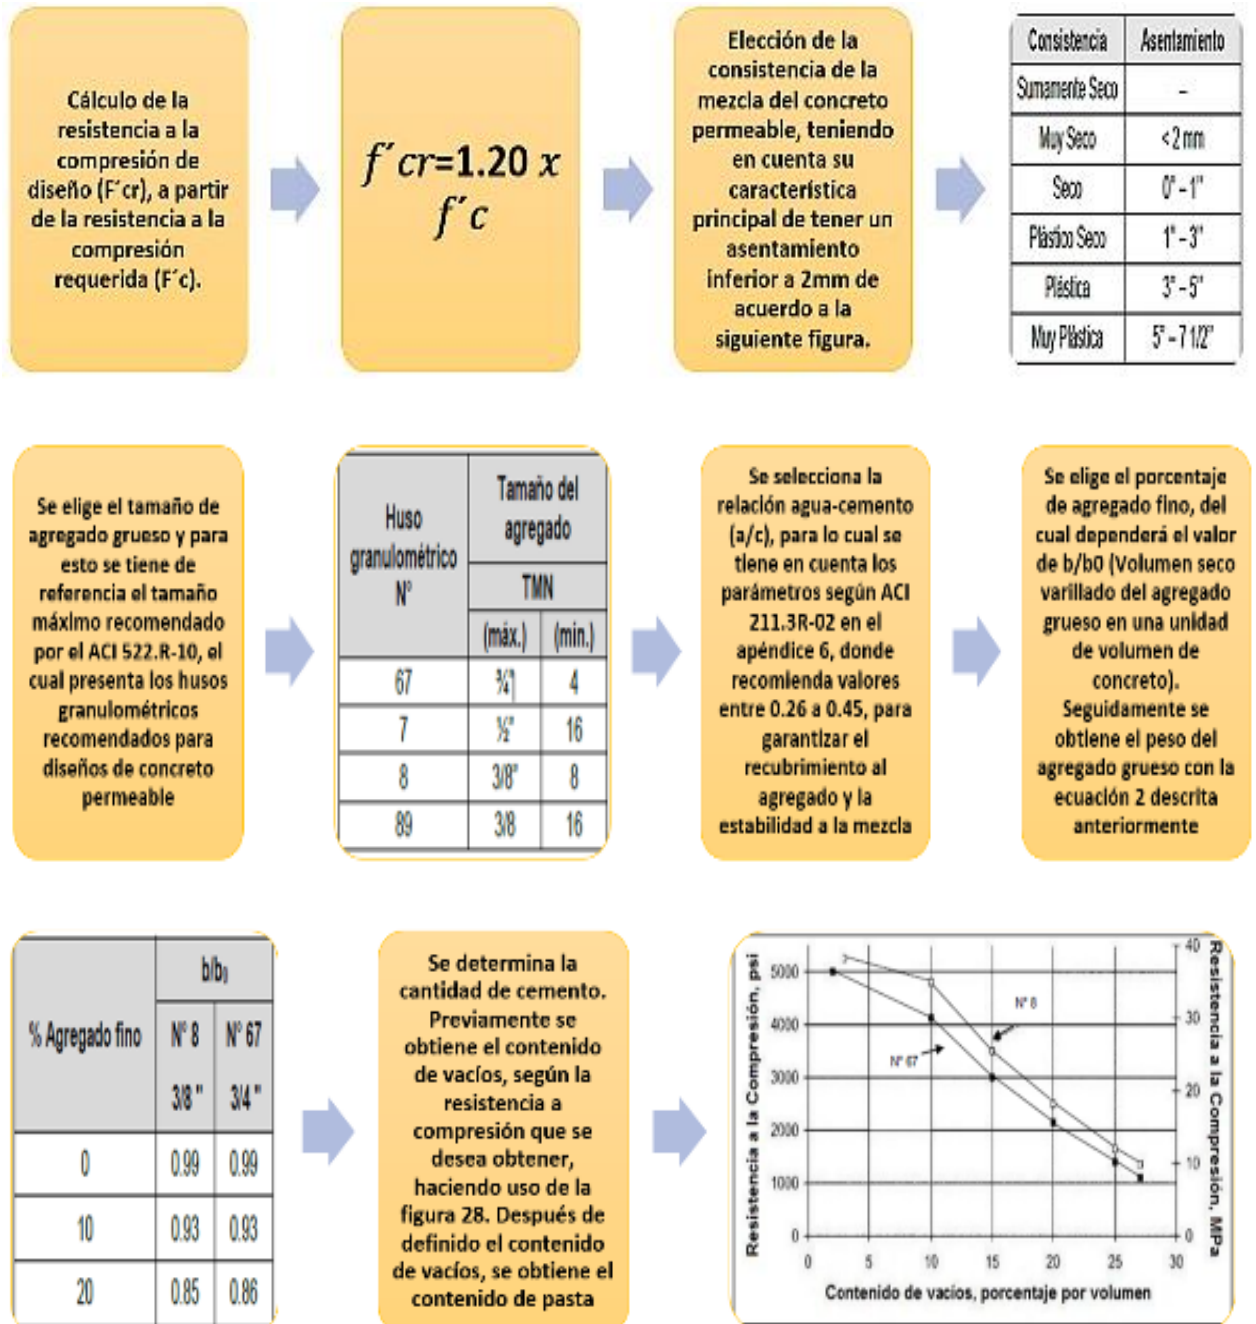 Cálculo de la
resistencia a la
compresión de
diseño (F´cr), a partir
de la resistencia a la
compresión
requerida (F´c).
f´cr=1.20 x
f´c
Elección de la
consistencia de la
mezcla del concreto
permeable, teniendo
en cuenta su
característica
principal de tener un
asentamiento
inferior a 2mm de
acuerdo a la
siguiente figura.
Consistencia Asentamiento
Sumamente Seco –
Muy Seco < 2 mm
Seco 0" – 1"
Plástico Seco 1" – 3"
Plástica 3" – 5"
Muy Plástica 5" – 7 1/2"
Se elige el tamaño de
agregado grueso y para
esto se tiene de
referencia el tamaño
máximo recomendado
por el ACI 522.R-10, el
cual presenta los husos
granulométricos
recomendados para
diseños de concreto
permeable
Huso
granulométrico
N°
Tamaño del
agregado
TMN
(máx.) (min.)
67 ¾" 4
7 ½" 16
8 3/8" 8
89 3/8 16
Se selecciona la
relación agua-cemento
(a/c), para lo cual se
tiene en cuenta los
parámetros según ACI
211.3R-02 en el
apéndice 6, donde
recomienda valores
entre 0.26 a 0.45, para
garantizar el
recubrimiento al
agregado y la
estabilidad a la mezcla
Se elige el porcentaje
de agregado fino, del
cual dependerá el valor
de b/b0 (Volumen seco
varillado del agregado
grueso en una unidad
de volumen de
concreto).
Seguidamente se
obtiene el peso del
agregado grueso con la
ecuación 2 descrita
anteriormente
% Agregado fino
b/b₀
N° 8 N° 67
3/8 " 3/4 "
0 0.99 0.99
10 0.93 0.93
20 0.85 0.86
Se determina la
cantidad de cemento.
Previamente se
obtiene el contenido
de vacíos, según la
resistencia a
compresión que se
desea obtener,
haciendo uso de la
figura 28. Después de
definido el contenido
de vacíos, se obtiene el
contenido de pasta
Resistencia a la Compresión, psi
5000
4000
3000
2000
1000
0
N° 8
N° 67
0 5 10 15 20 25 30
Contenido de vacios, porcentaje por volumen
40
30
20
10
0
Resistencia a la Compresión, MPa